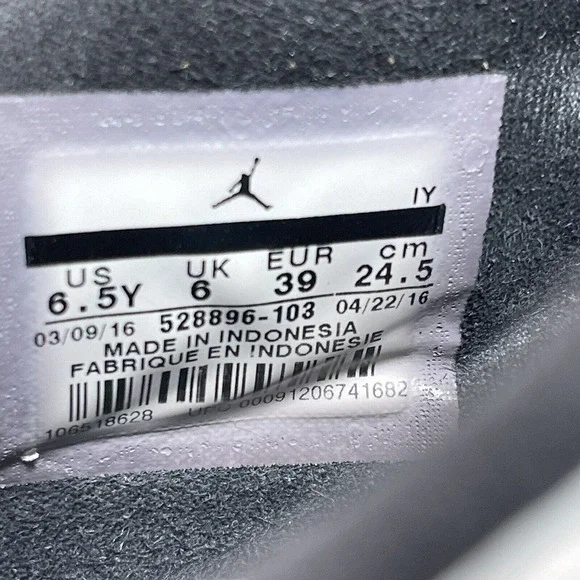 IY
US UK EUR cm
6.5Y 6 39 24.5
03/09/16 528896-103 04/22/16
MADE IN INDONESIA
FABRIQUE EN INDONESIE
106518628 UPC 00091206741682